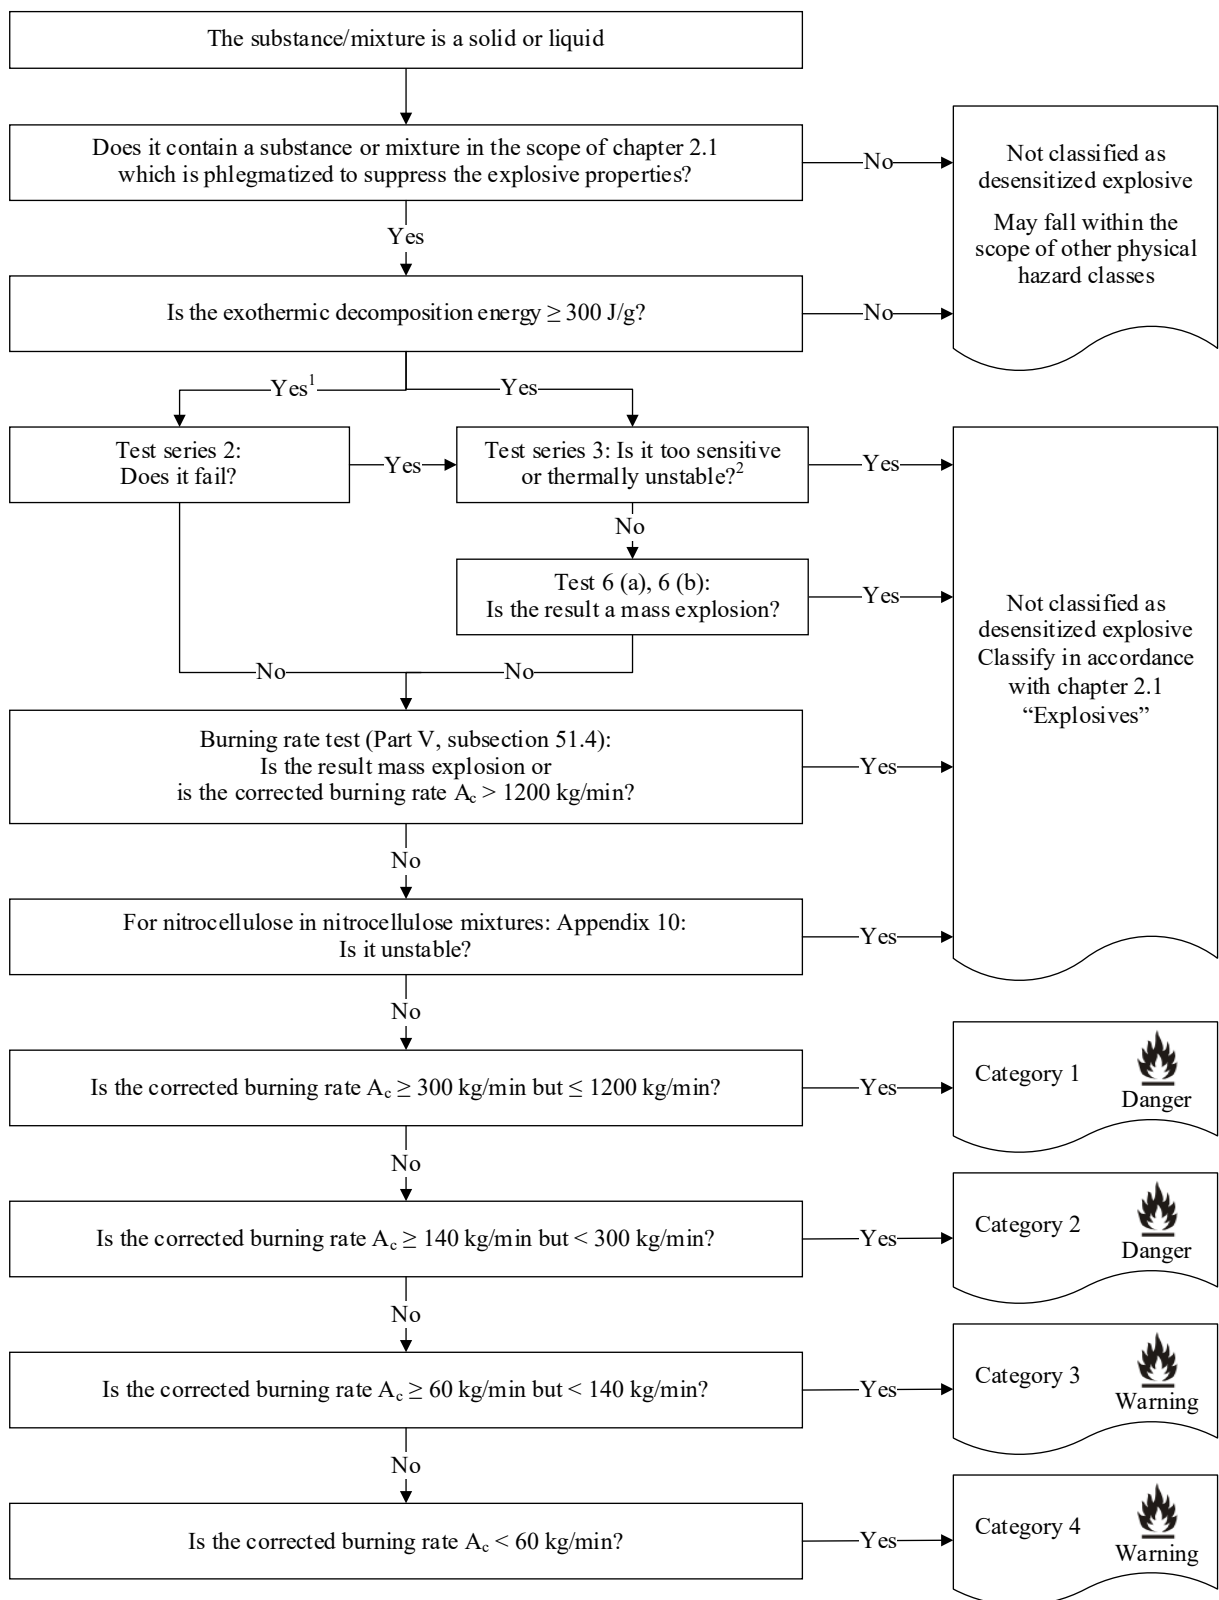 The substance/mixture is a solid or liquid
Does it contain a substance or mixture in the scope of chapter 2.1
which is phlegmatized to suppress the explosive properties?
No
Not classified as
desensitized explosive
May fall within the
scope of other physical
hazard classes
Yes
Is the exothermic decomposition energy ≥ 300 J/g?
No
Yes¹
Yes
Test series 2:
Does it fail?
Yes
Test series 3: Is it too sensitive
or thermally unstable?²
Yes
No
Test 6 (a), 6 (b):
Is the result a mass explosion?
Yes
Not classified as
desensitized explosive
Classify in accordance
with chapter 2.1
“Explosives”
No
No
Burning rate test (Part V, subsection 51.4):
Is the result mass explosion or
is the corrected burning rate Ac > 1200 kg/min?
Yes
No
For nitrocellulose in nitrocellulose mixtures: Appendix 10:
Is it unstable?
Yes
No
Is the corrected burning rate Ac ≥ 300 kg/min but ≤ 1200 kg/min?
Yes
Category 1
Danger
No
Is the corrected burning rate Ac ≥ 140 kg/min but < 300 kg/min?
Yes
Category 2
Danger
No
Is the corrected burning rate Ac ≥ 60 kg/min but < 140 kg/min?
Yes
Category 3
Warning
No
Is the corrected burning rate Ac < 60 kg/min?
Yes
Category 4
Warning